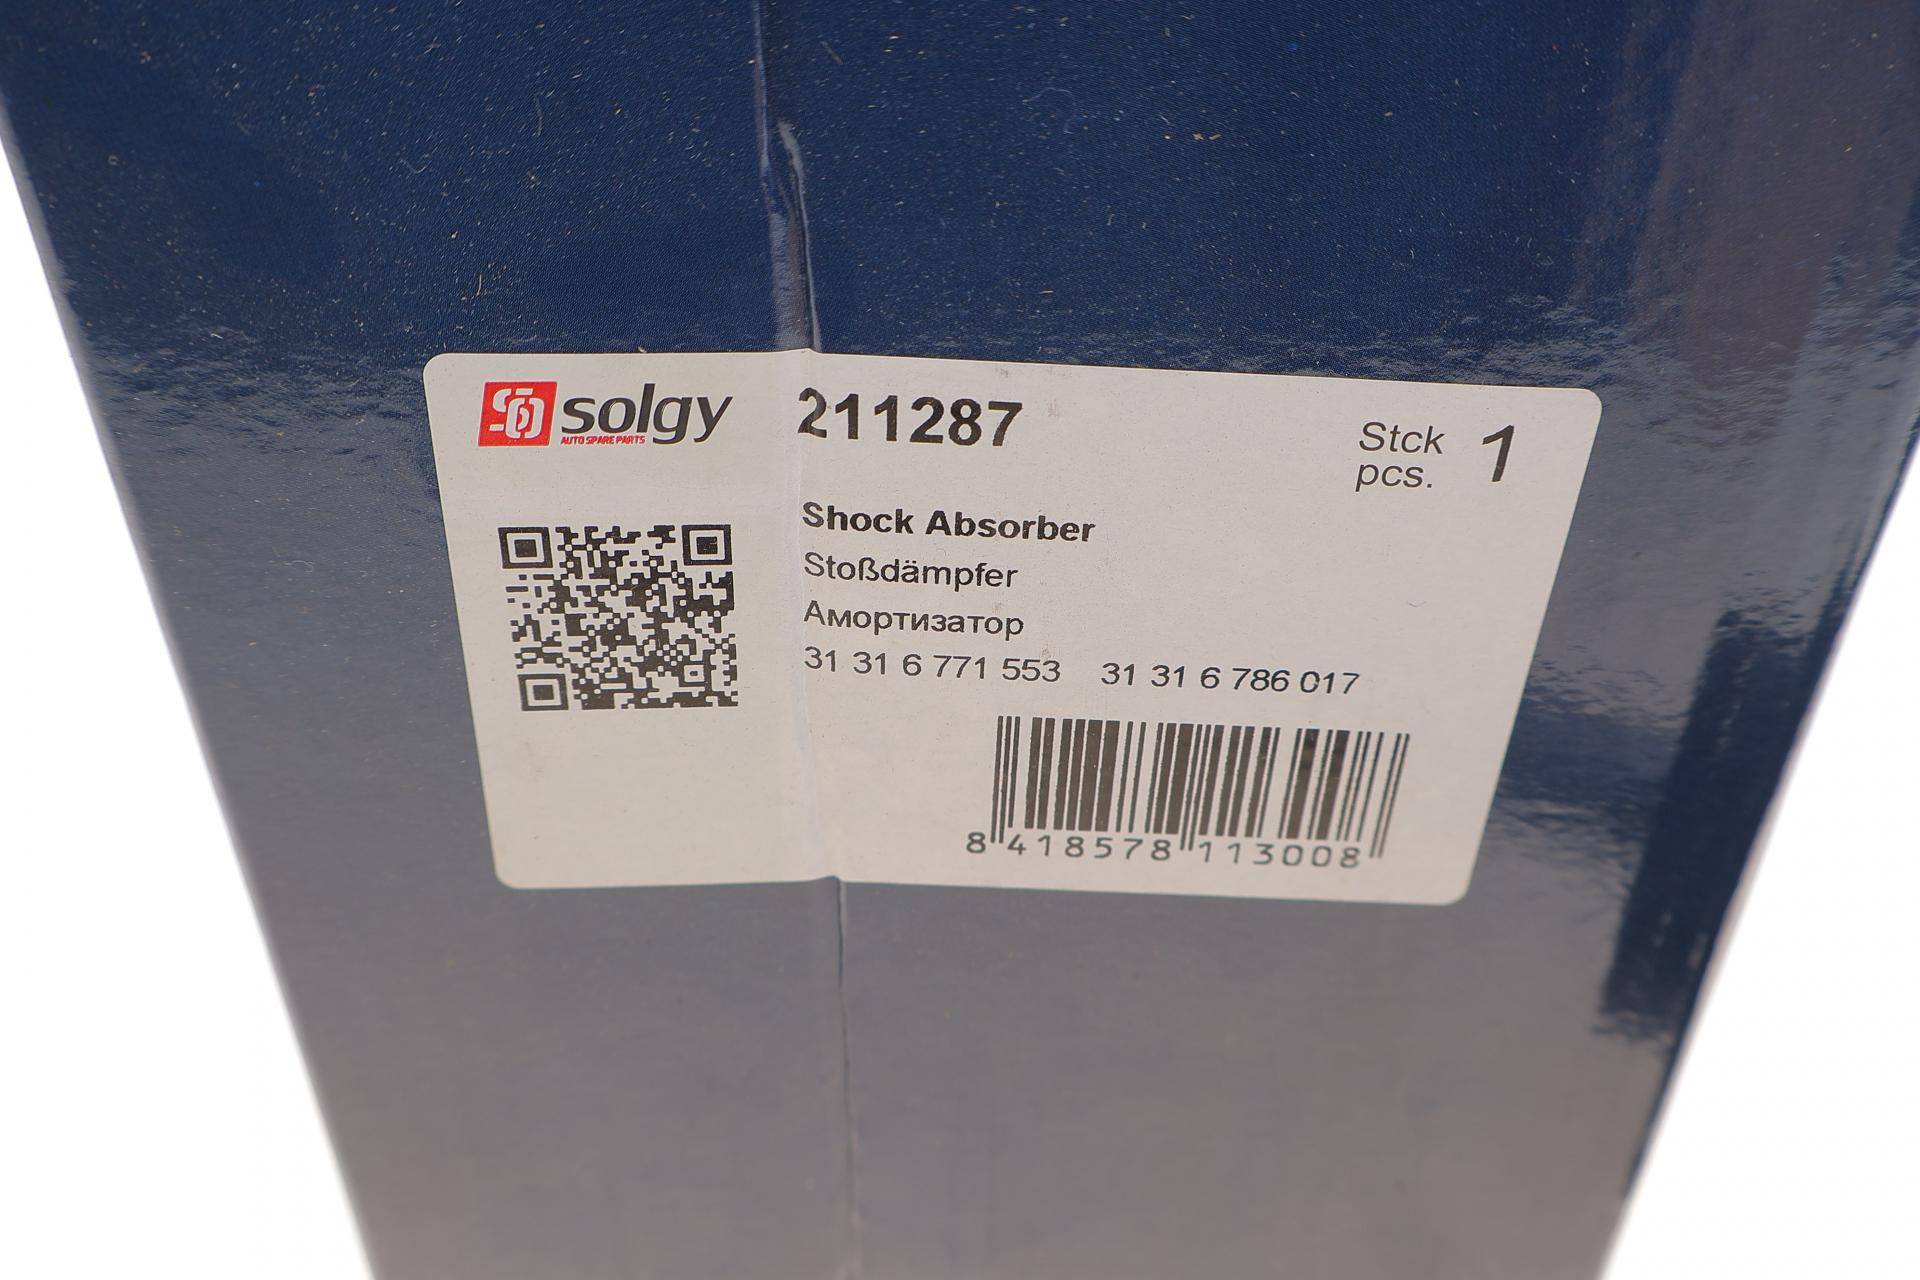 solgy
AUTO SPARE PARTS
211287
Stck
pcs. 1
Shock Absorber
Stoßdämpfer
Амортизатор
31 31 6 771 553 31 31 6 786 017
8 418578 113008